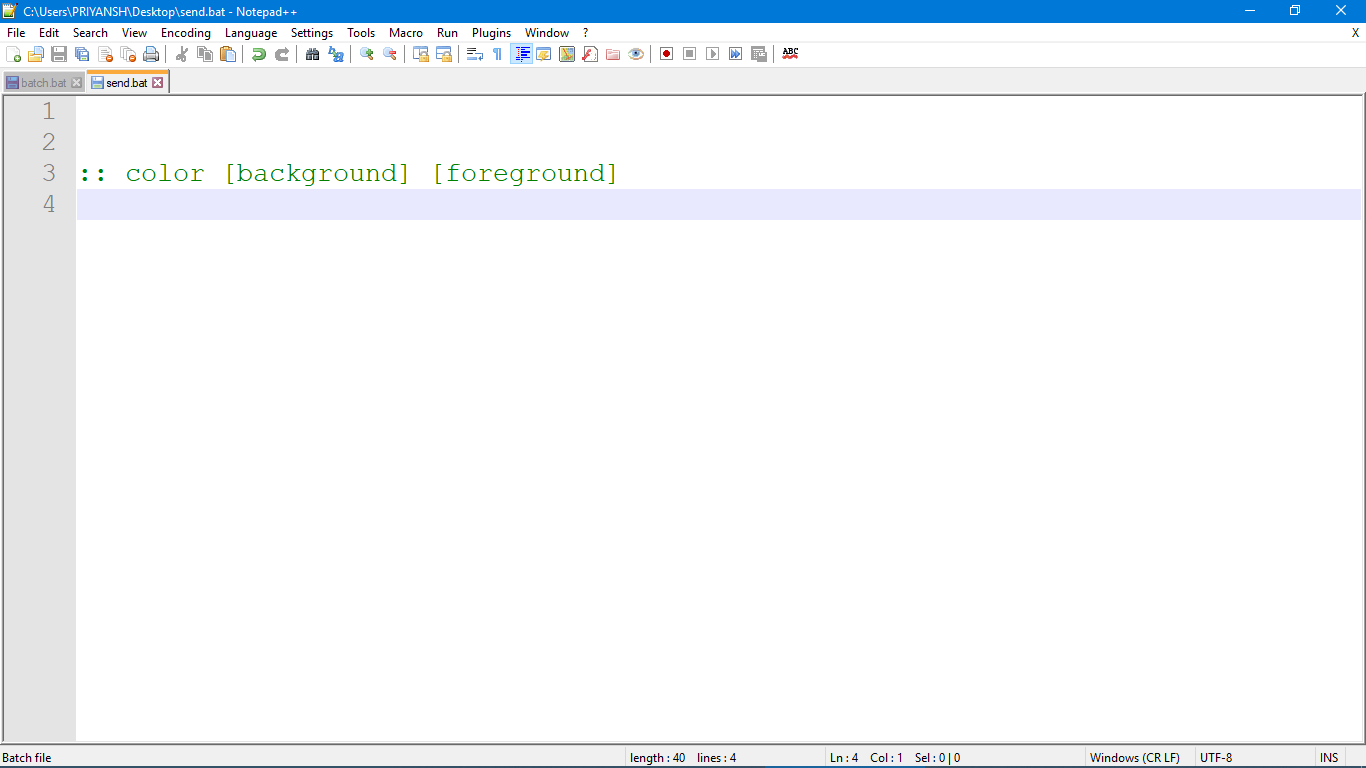 C:\Users\PRIYANSH\Desktop\send.bat - Notepad++
File Edit Search View Encoding Language Settings Tools Macro Run Plugins Window ? X
ABC
batch.bat send.bat
1
2
3 :: color [background] [foreground]
4
Batch file length : 40 lines : 4 Ln : 4 Col : 1 Sel : 0 | 0 Windows (CR LF) UTF-8 INS